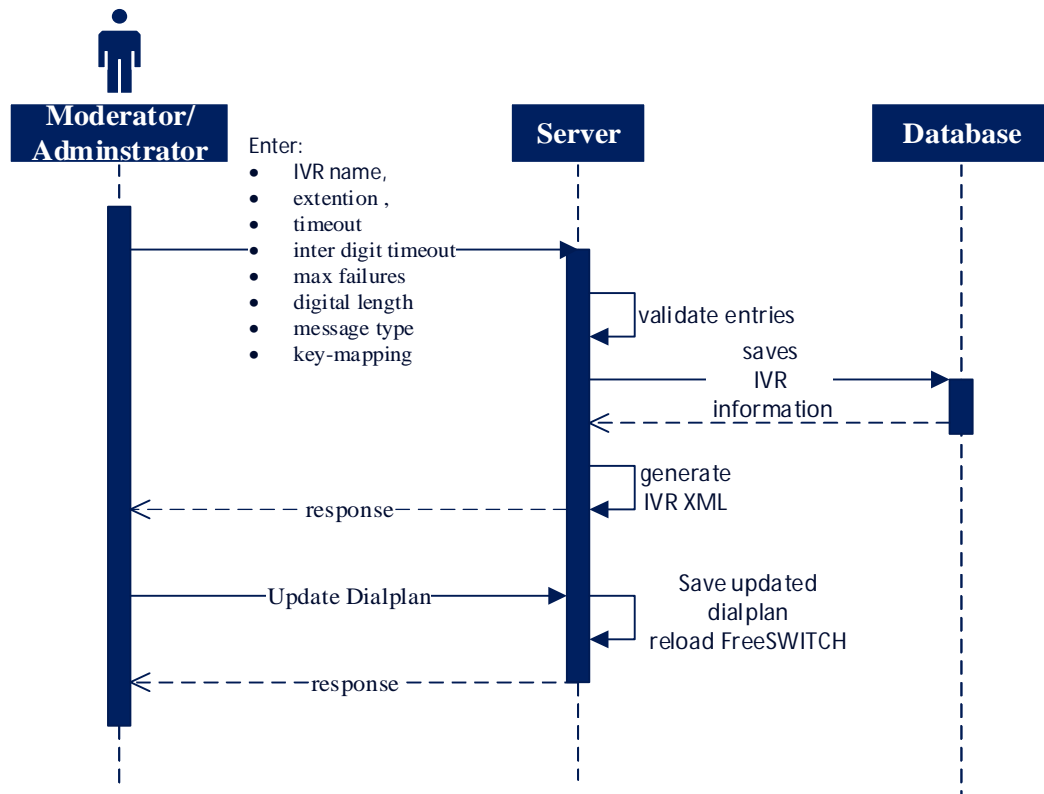 Moderator/
Adminstrator
Server
Database
Enter:
• IVR name,
• extention ,
• timeout
• inter digit timeout
• max failures
• digital length
• message type
• key-mapping
validate entries
saves
IVR
information
generate
IVR XML
response
Update Dialplan
Save updated
dialplan
reload FreeSWITCH
response